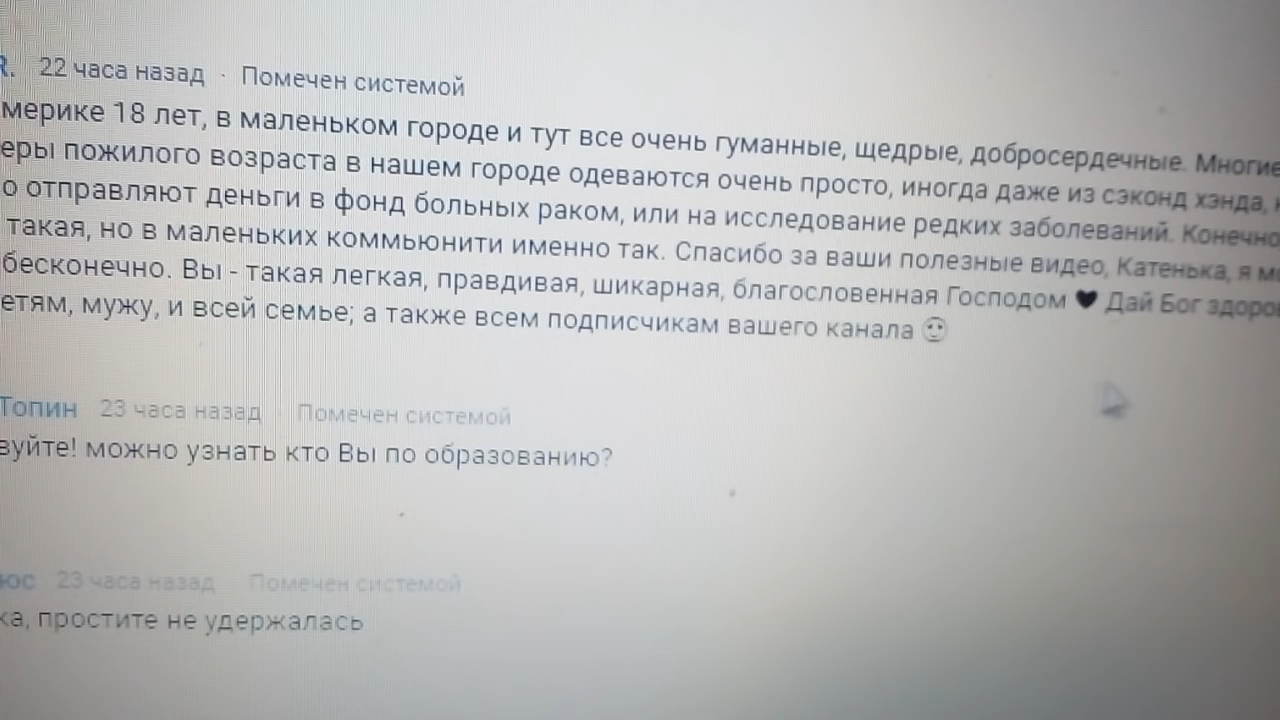 R. 22 часа назад · Помечен системой
мерике 18 лет, в маленьком городе и тут все очень гуманные, щедрые, добросердечные. Многие
еры пожилого возраста в нашем городе одеваются очень просто, иногда даже из сэконд хэнда,
о отправляют деньги в фонд больных раком, или на исследование редких заболеваний. Конечно
такая, но в маленьких коммьюнити именно так. Спасибо за ваши полезные видео, Катенька, я
бесконечно. Вы - такая легкая, правдивая, шикарная, благословенная Господом 🖤 Дай Бог здоров
етям, мужу, и всей семье; а также всем подписчикам вашего канала 🙂
Топин 23 часа назад · Помечен системой
вуйте! можно узнать кто Вы по образованию?
юс 23 часа назад Помечен системой
ка, простите не удержалась